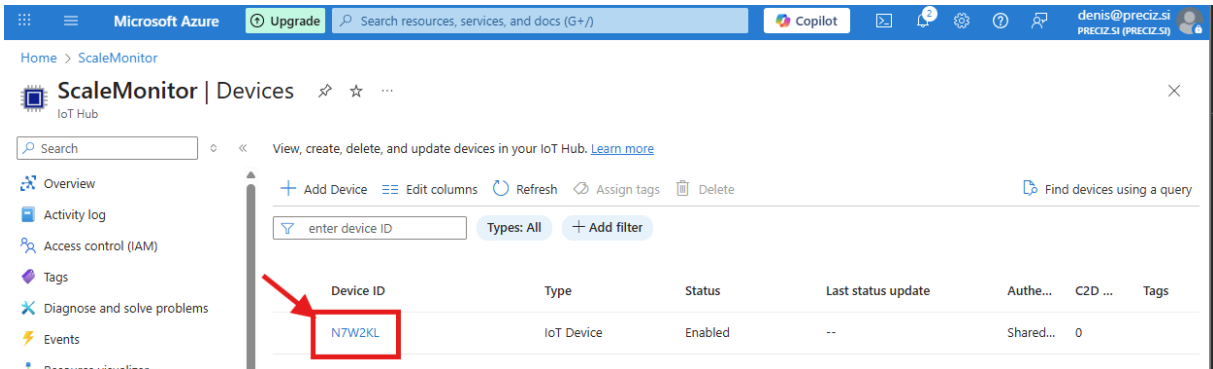 Microsoft Azure
Upgrade
Search resources, services, and docs (G+/)
Copilot
2
denis@preciz.si
PRECIZ.SI (PRECIZ.SI)
Home > ScaleMonitor
ScaleMonitor | Devices
IoT Hub
Search
View, create, delete, and update devices in your IoT Hub. Learn more
Overview
Activity log
Access control (IAM)
Tags
Diagnose and solve problems
Events
Resource visualizer
Add Device
Edit columns
Refresh
Assign tags
Delete
Find devices using a query
enter device ID
Types: All
Add filter
Device ID Type Status Last status update Authe... C2D ... Tags
N7W2KL IoT Device Enabled -- Shared... 0